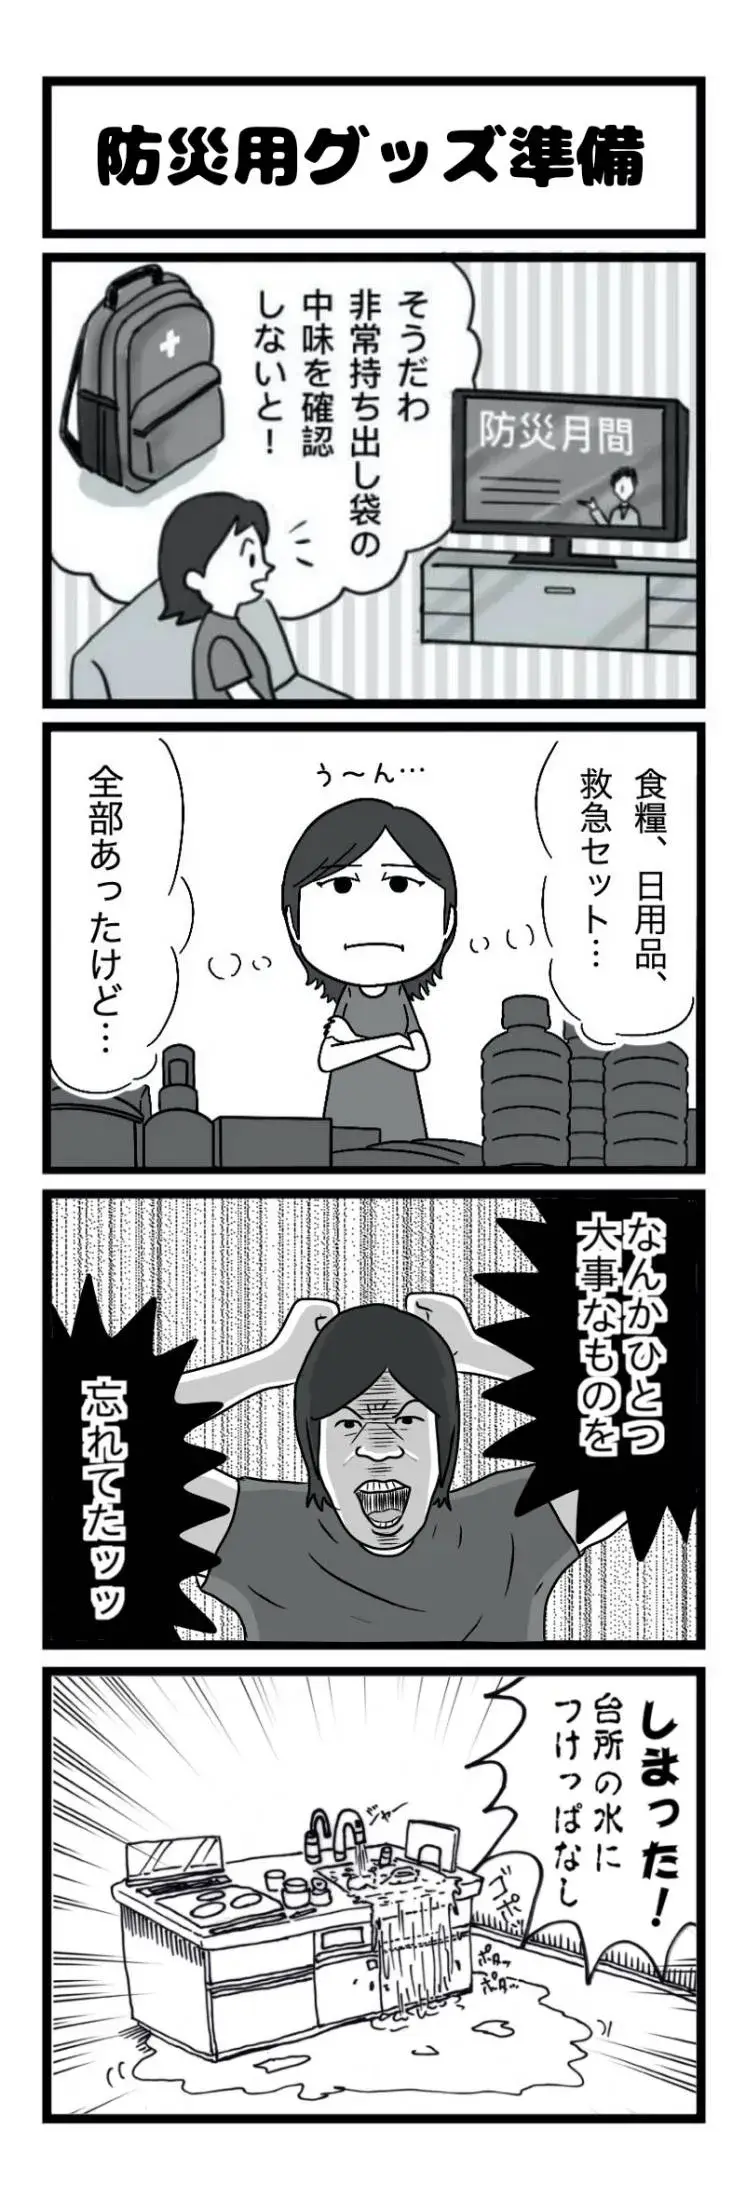 防災用グッズ準備
そうだわ
非常持ち出し袋の
中味を確認
しないと！
防災月間
う〜ん…
食糧、日用品、
救急セット…
全部あったけど…
なんかひとつ
大事なものを
忘れてたッッ
しまった！
台所の水に
つけっぱなし
ジャー
ゴポッ
ポタッ
ポタッ